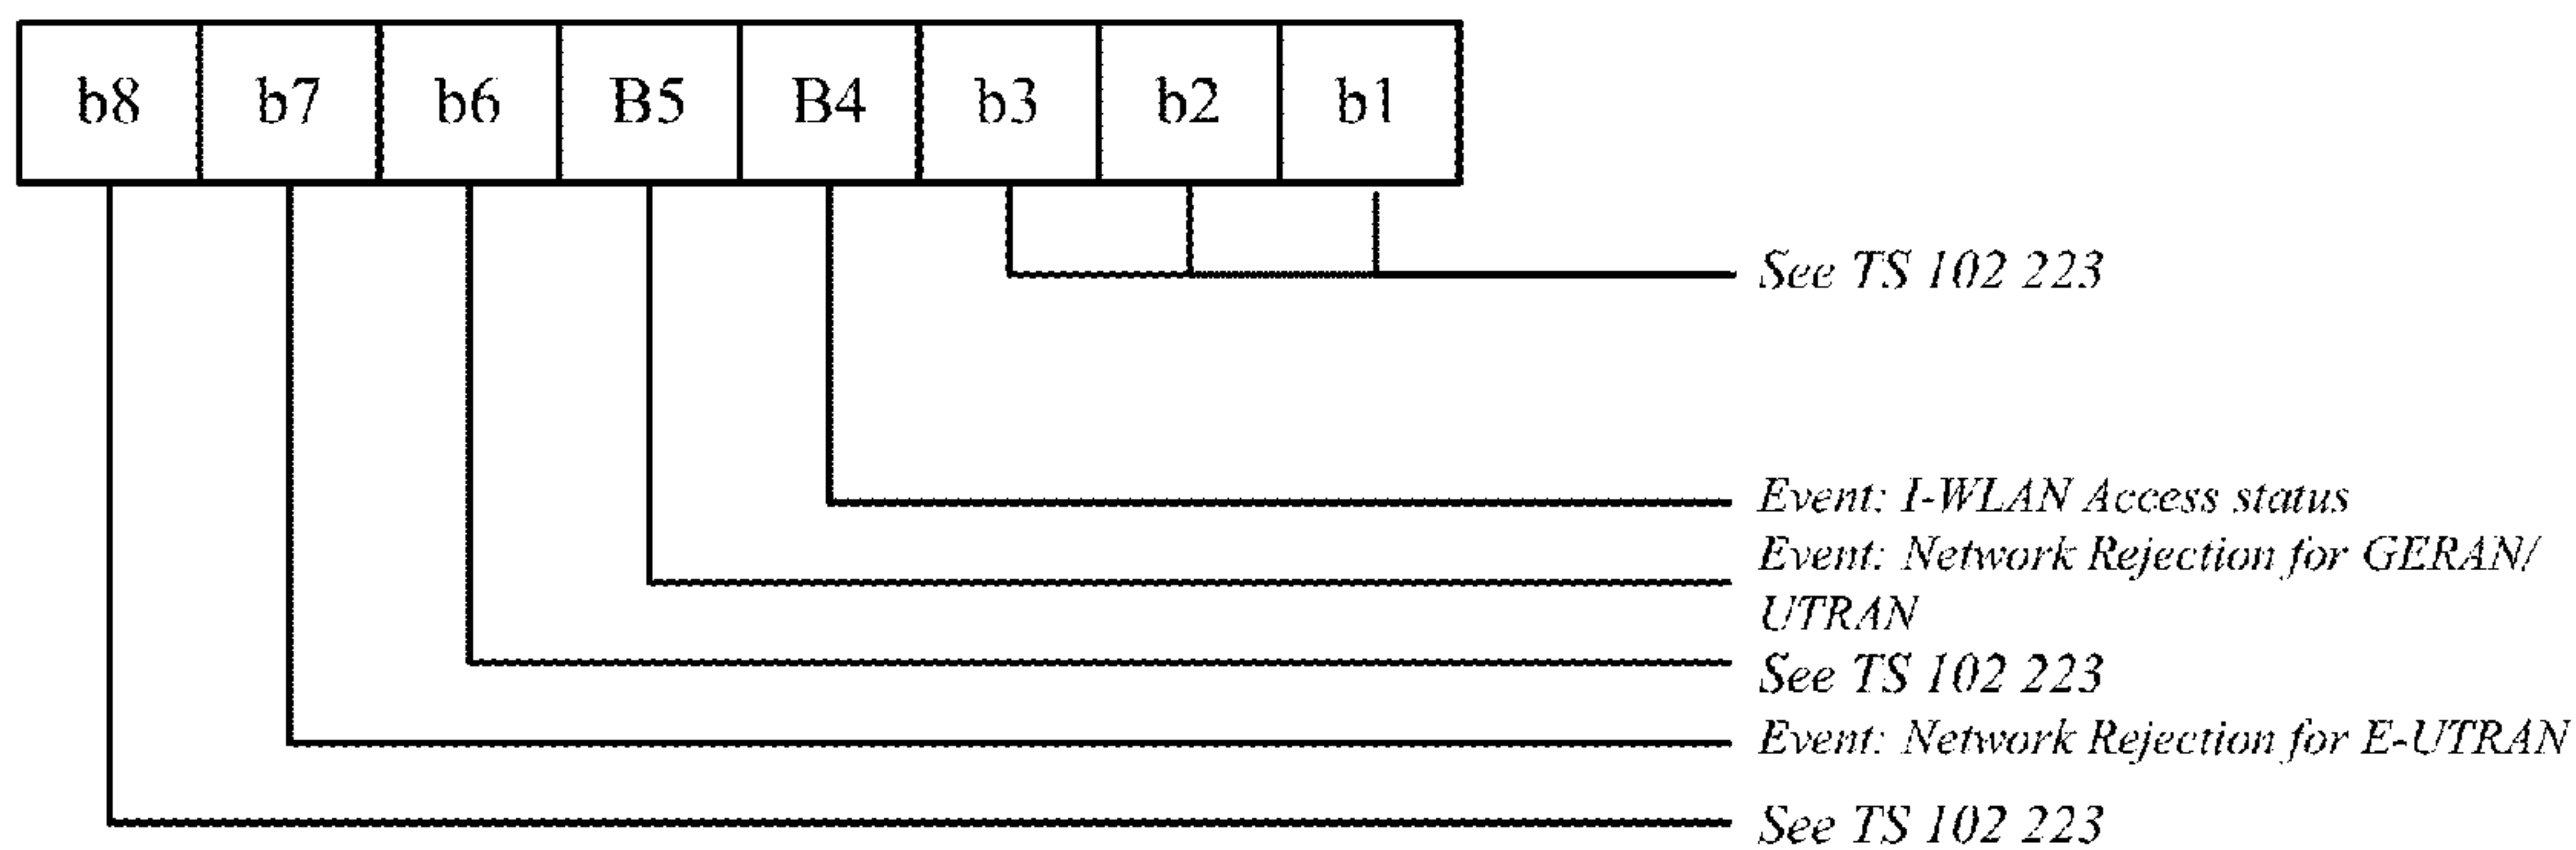 b8 b7 b6 B5 B4 b3 b2 b1
See TS 102 223
Event: I-WLAN Access status
Event: Network Rejection for GERAN/
UTRAN
See TS 102 223
Event: Network Rejection for E-UTRAN
See TS 102 223